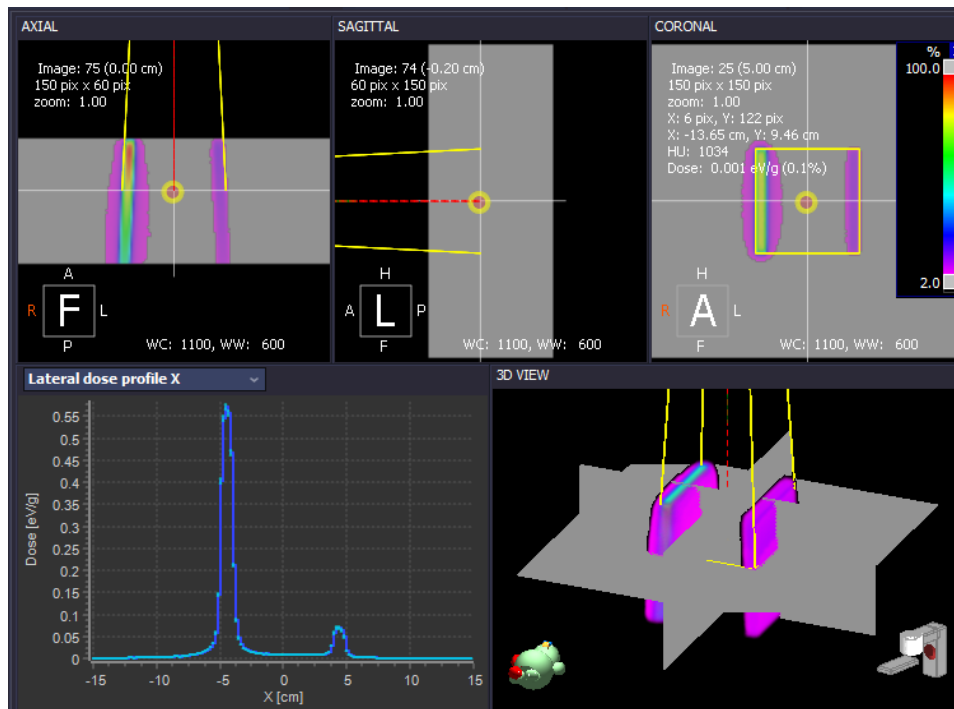 AXIAL
Image: 75 (0.00 cm)
150 pix x 60 pix
zoom: 1.00
A
R F L
P
WC: 1100, WW: 600
SAGITTAL
Image: 74 (-0.20 cm)
60 pix x 150 pix
zoom: 1.00
H
A L P
F
WC: 1100, WW: 600
CORONAL
Image: 25 (5.00 cm)
150 pix x 150 pix
zoom: 1.00
X: 6 pix, Y: 122 pix
X: -13.65 cm, Y: 9.46 cm
HU: 1034
Dose: 0.001 eV/g (0.1%)
H
R A L
F
WC: 1100, WW: 600
%
100.0
2.0
Lateral dose profile X
Dose [eV/g]
0.55
0.5
0.45
0.4
0.35
0.3
0.25
0.2
0.15
0.1
0.05
0
-15 -10 -5 0 5 10 15
X [cm]
3D VIEW